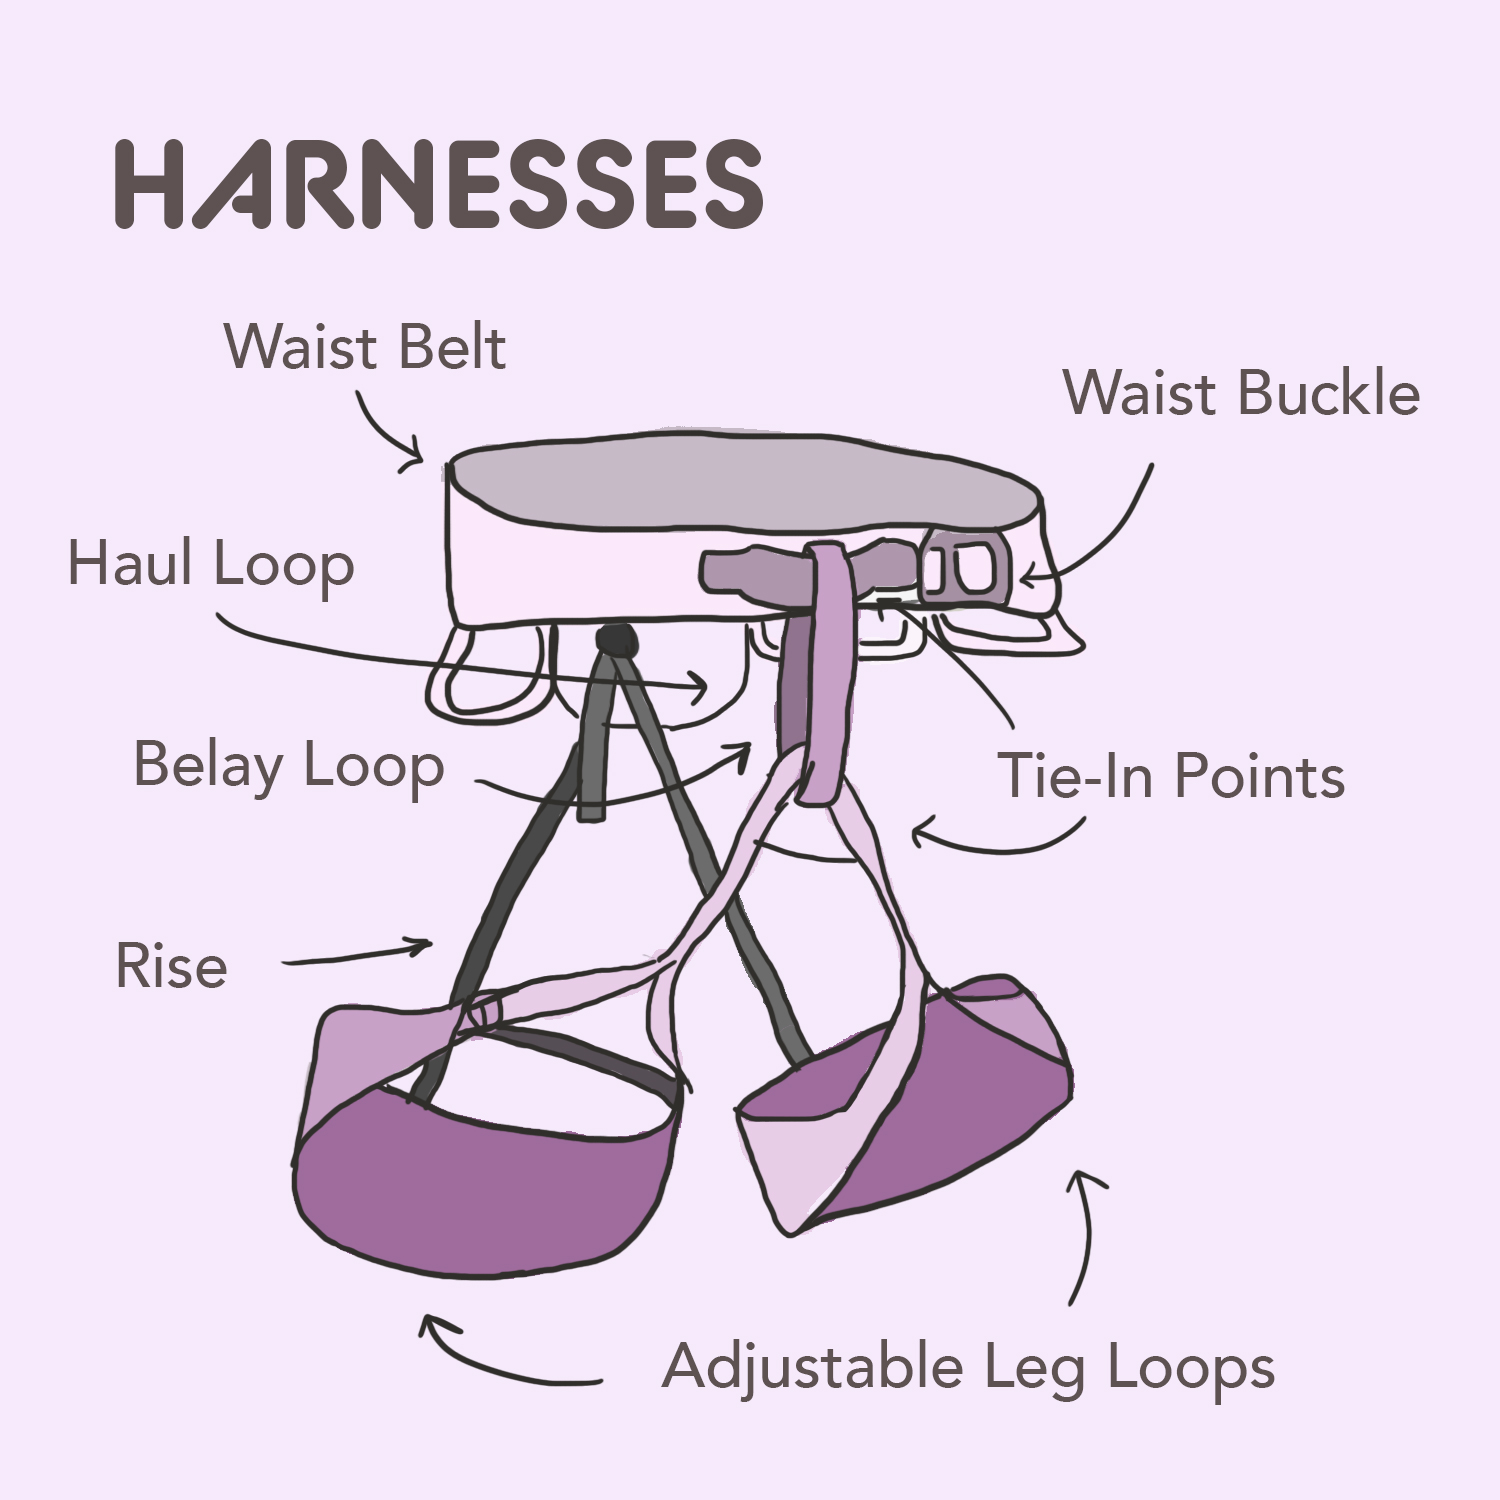 HARNESSES
Waist Belt
Waist Buckle
Haul Loop
Belay Loop
Tie-In Points
Rise
Adjustable Leg Loops